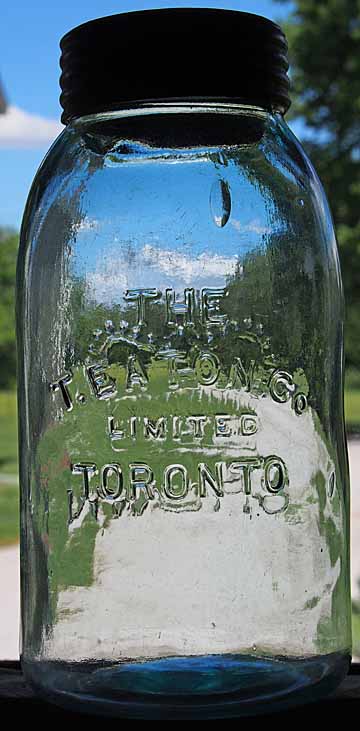 THE
T. EATON Co
LIMITED
TORONTO